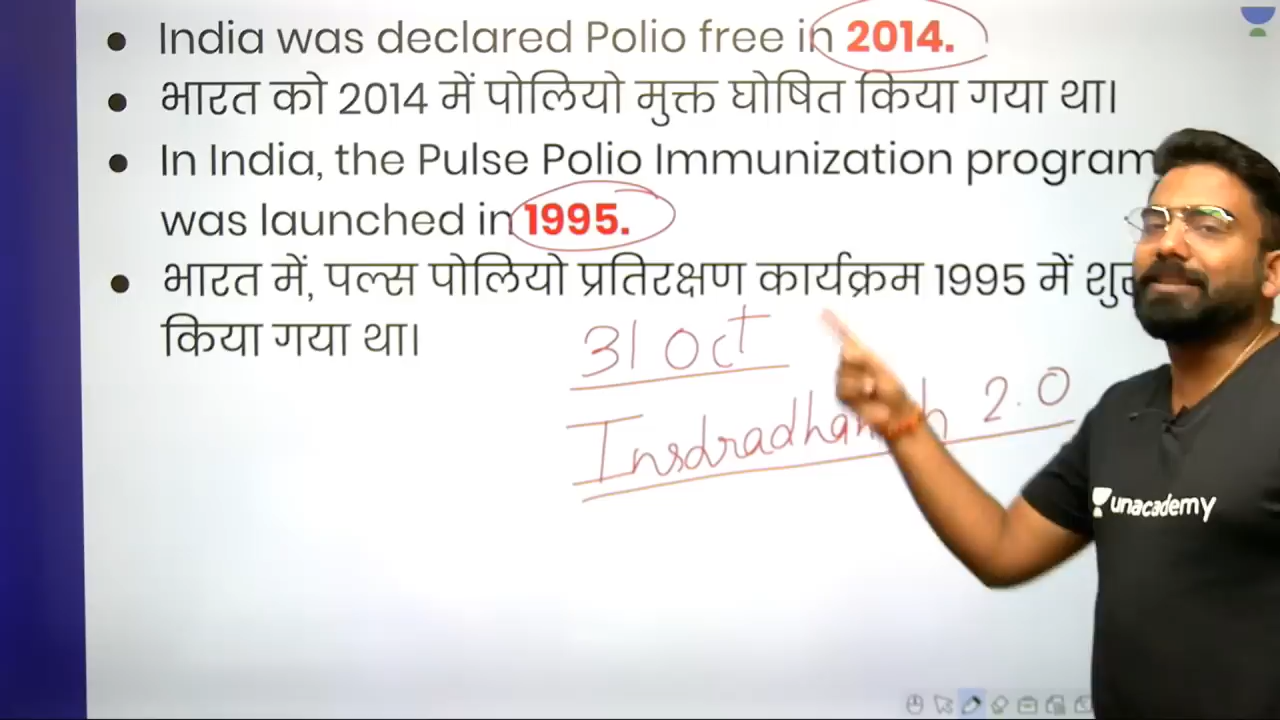 India was declared Polio free in 2014.
भारत को 2014 में पोलियो मुक्त घोषित किया गया था।
In India, the Pulse Polio Immunization program
was launched in 1995.
भारत में, पल्स पोलियो प्रतिरक्षण कार्यक्रम 1995 में
किया गया था।
31 Oct
2.0
unacademy